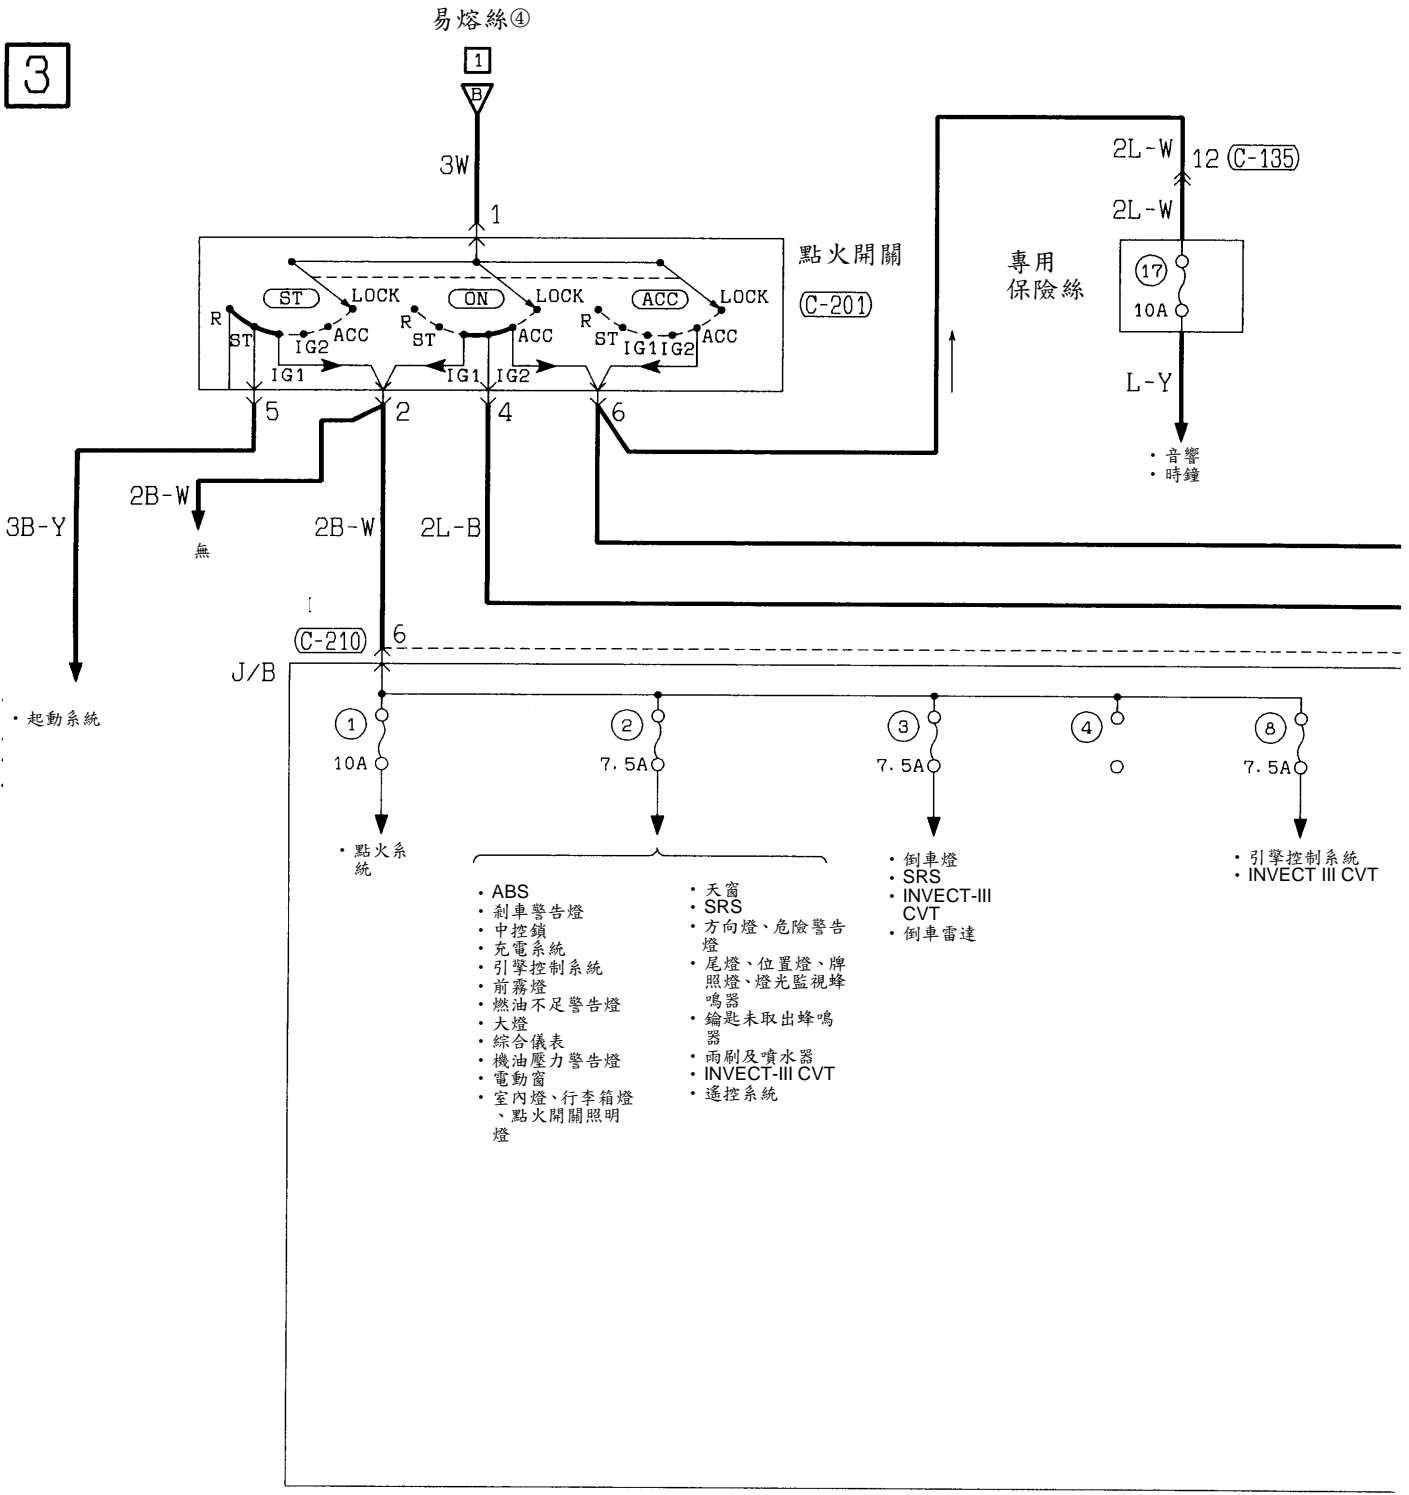 易熔絲④
3
1
B
3W
1
2L-W
12
C-135
2L-W
點火開關
C-201
專用
保險絲
17
10A
L-Y
・音響
・時鐘
ST
LOCK
R
ST
IG1
IG2
ACC
ON
LOCK
R
ST
IG1
IG2
ACC
ACC
LOCK
R
ST
IG1
IG2
ACC
5
2
4
6
2B-W
3B-Y
2B-W
2L-B
無
C-210
6
J/B
・起動系統
1
10A
2
7.5A
3
7.5A
4
8
7.5A
・點火系
統
・ABS
・剎車警告燈
・中控鎖
・充電系統
・引擎控制系統
・前霧燈
・燃油不足警告燈
・大燈
・綜合儀表
・機油壓力警告燈
・電動窗
・室內燈、行李箱燈
、點火開關照明
燈
・天窗
・SRS
・方向燈、危險警告
燈
・尾燈、位置燈、牌
照燈、燈光監視蜂
鳴器
・鑰匙未取出蜂鳴
器
・雨刷及噴水器
・INVECT-III CVT
・遙控系統
・倒車燈
・SRS
・INVECT-III
CVT
・倒車雷達
・引擎控制系統
・INVECT III CVT